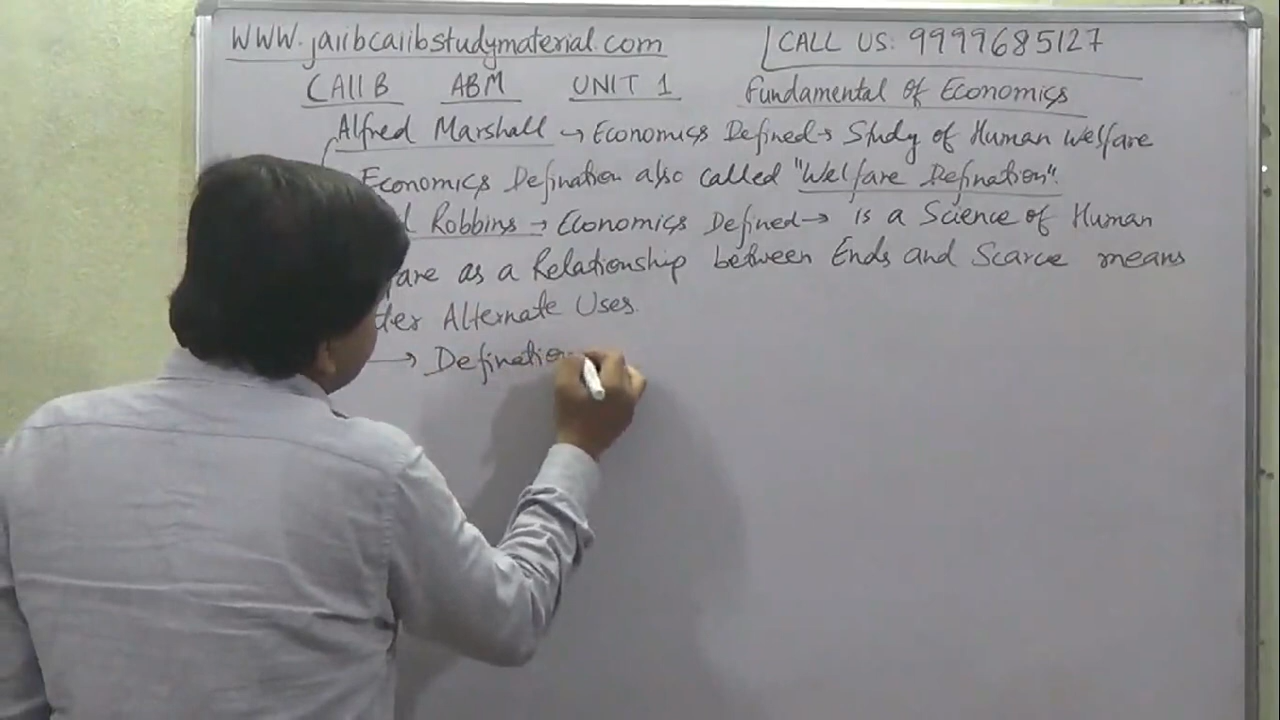 WWW.jaiibcaiibstudymaterial.com CALL US: 9999685127
CAIIB ABM UNIT 1 Fundamental Of Economics
Alfred Marshall → Economics Defined → Study of Human Welfare
Economics Defination also called "Welfare Defination".
Robbins → Economics Defined → is a Science of Human
as a Relationship between Ends and Scarce means
Alternate Uses.
→ Defination